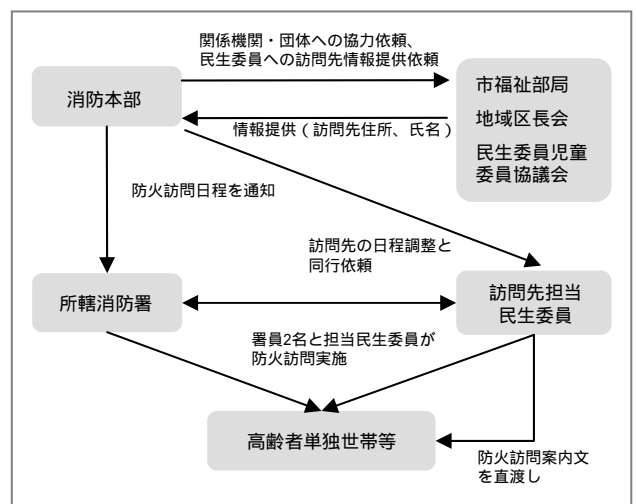 関係機関・団体への協力依頼、
民生委員への訪問先情報提供依頼
消防本部
市福祉部局
地域区長会
民生委員児童
委員協議会
情報提供（訪問先住所、氏名）
防火訪問日程を通知
訪問先の日程調整と
同行依頼
所轄消防署
訪問先担当
民生委員
署員2名と担当民生委員が
防火訪問実施
高齢者単独世帯等
防火訪問案内文
を直渡し